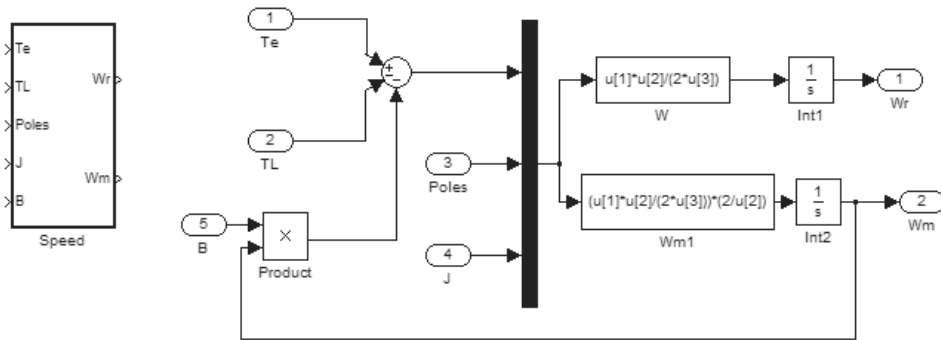 Te
TL
Poles
J
B
Wr
Wm
Speed
1
Te
2
TL
5
B
×
Product
+
−
−
3
Poles
4
J
u[1]*u[2]/(2*u[3])
W
1
s
Int1
1
Wr
(u[1]*u[2]/(2*u[3]))*(2/u[2])
Wm1
1
s
Int2
2
Wm